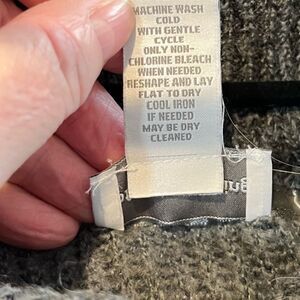 MACHINE WASH
COLD
WITH GENTLE
CYCLE
ONLY NON-
CHLORINE BLEACH
WHEN NEEDED
RESHAPE AND LAY
FLAT TO DRY
COOL IRON
IF NEEDED
MAY BE DRY
CLEANED